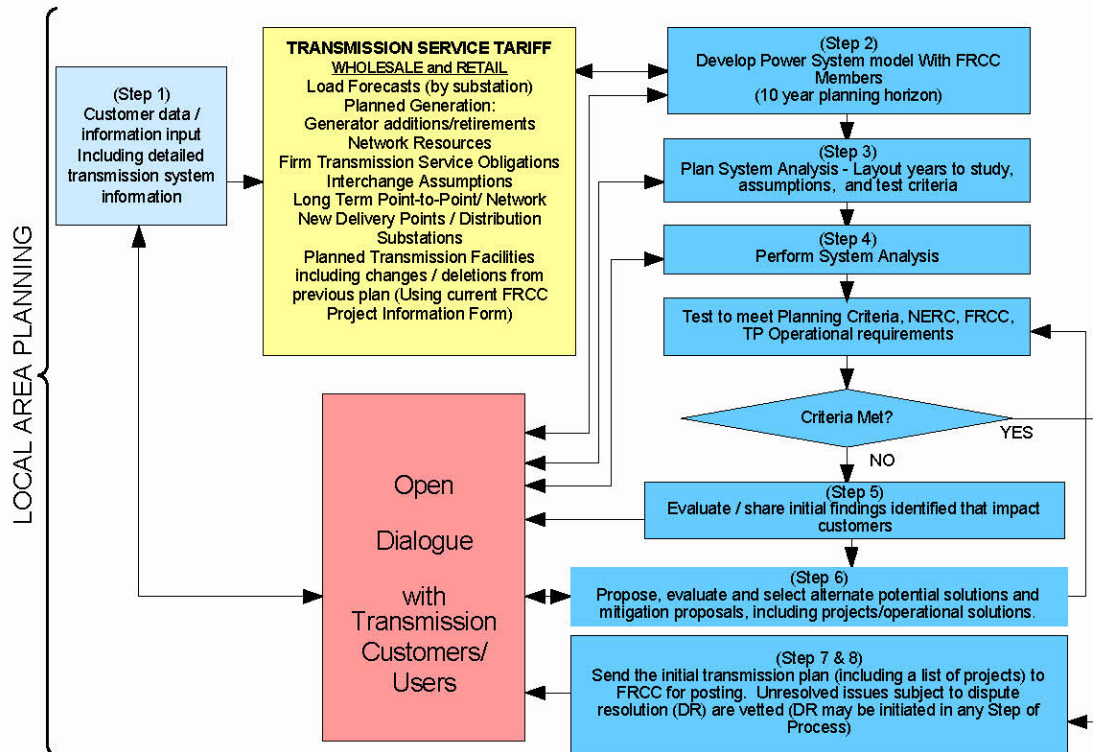 LOCAL AREA PLANNING
(Step 1)
Customer data /
information input
Including detailed
transmission system
information
TRANSMISSION SERVICE TARIFF
WHOLESALE and RETAIL
Load Forecasts (by substation)
Planned Generation:
Generator additions/retirements
Network Resources
Firm Transmission Service Obligations
Interchange Assumptions
Long Term Point-to-Point/ Network
New Delivery Points / Distribution
Substations
Planned Transmission Facilities
including changes / deletions from
previous plan (Using current FRCC
Project Information Form)
(Step 2)
Develop Power System model With FRCC
Members
(10 year planning horizon)
(Step 3)
Plan System Analysis - Layout years to study,
assumptions, and test criteria
(Step 4)
Perform System Analysis
Test to meet Planning Criteria, NERC, FRCC,
TP Operational requirements
Criteria Met?
YES
NO
(Step 5)
Evaluate / share initial findings identified that impact
customers
(Step 6)
Propose, evaluate and select alternate potential solutions and
mitigation proposals, including projects/operational solutions.
(Step 7 & 8)
Send the initial transmission plan (including a list of projects) to
FRCC for posting. Unresolved issues subject to dispute
resolution (DR) are vetted (DR may be initiated in any Step of
Process)
Open
Dialogue
with
Transmission
Customers/
Users